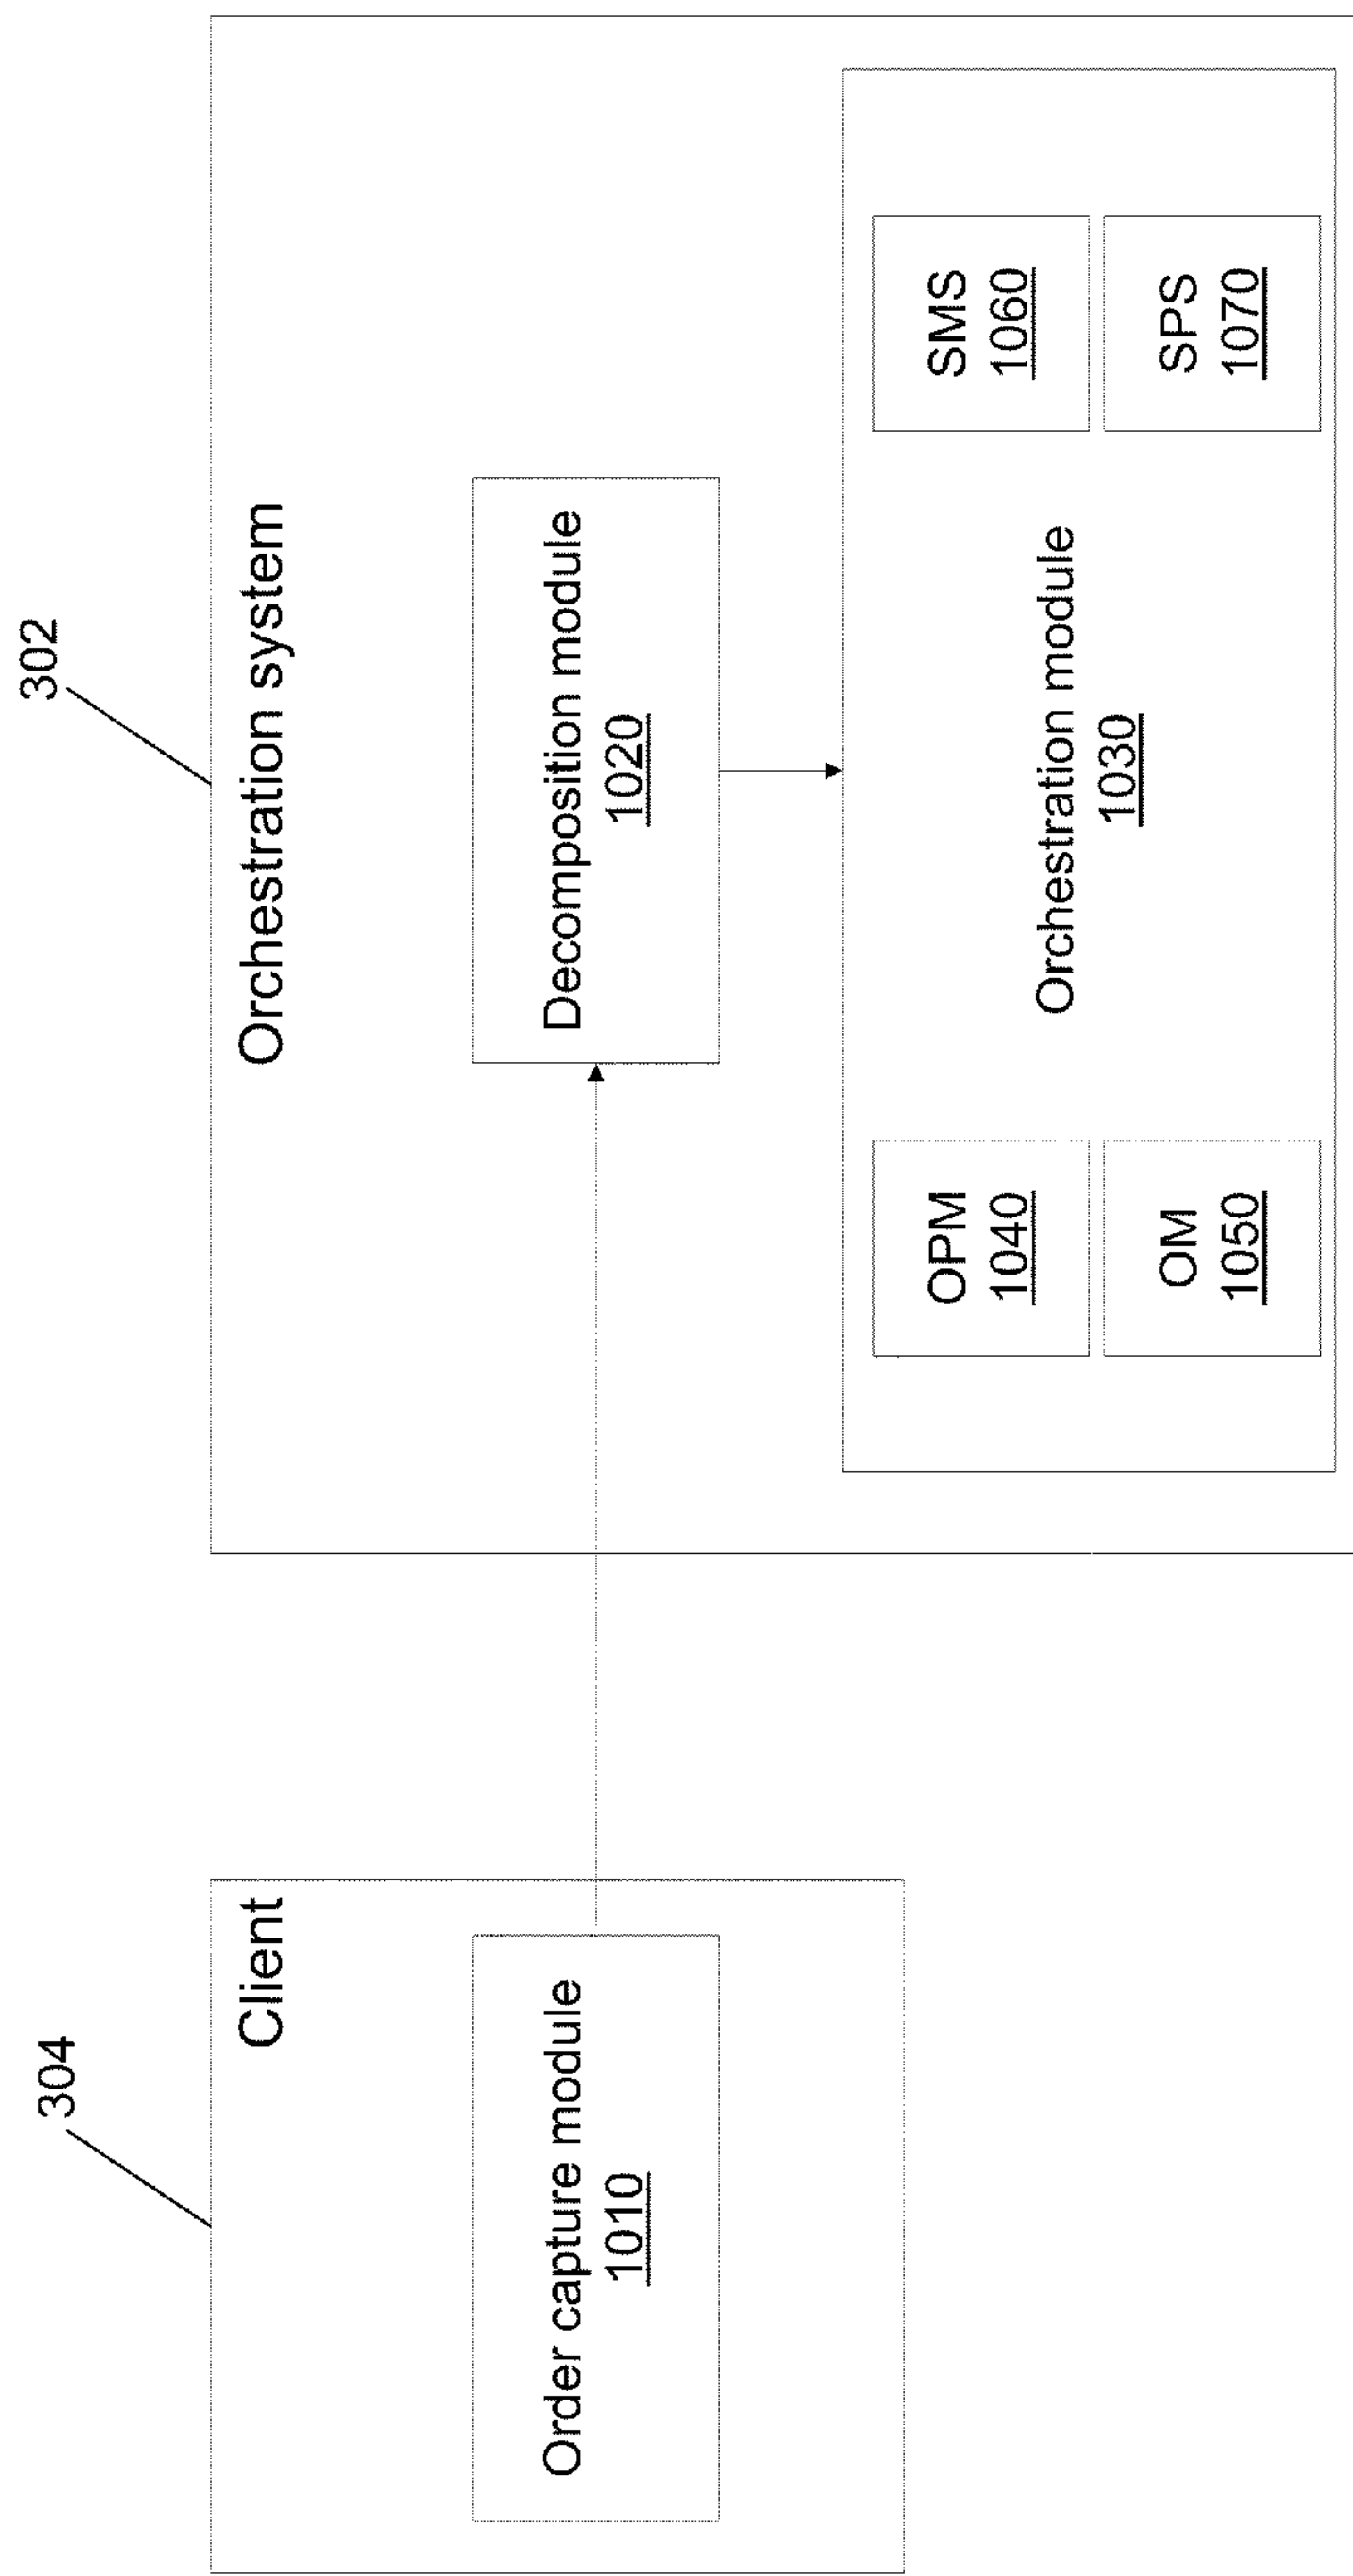 304
Client
Order capture module
1010
302
Orchestration system
Decomposition module
1020
OPM
1040
OM
1050
Orchestration module
1030
SMS
1060
SPS
1070